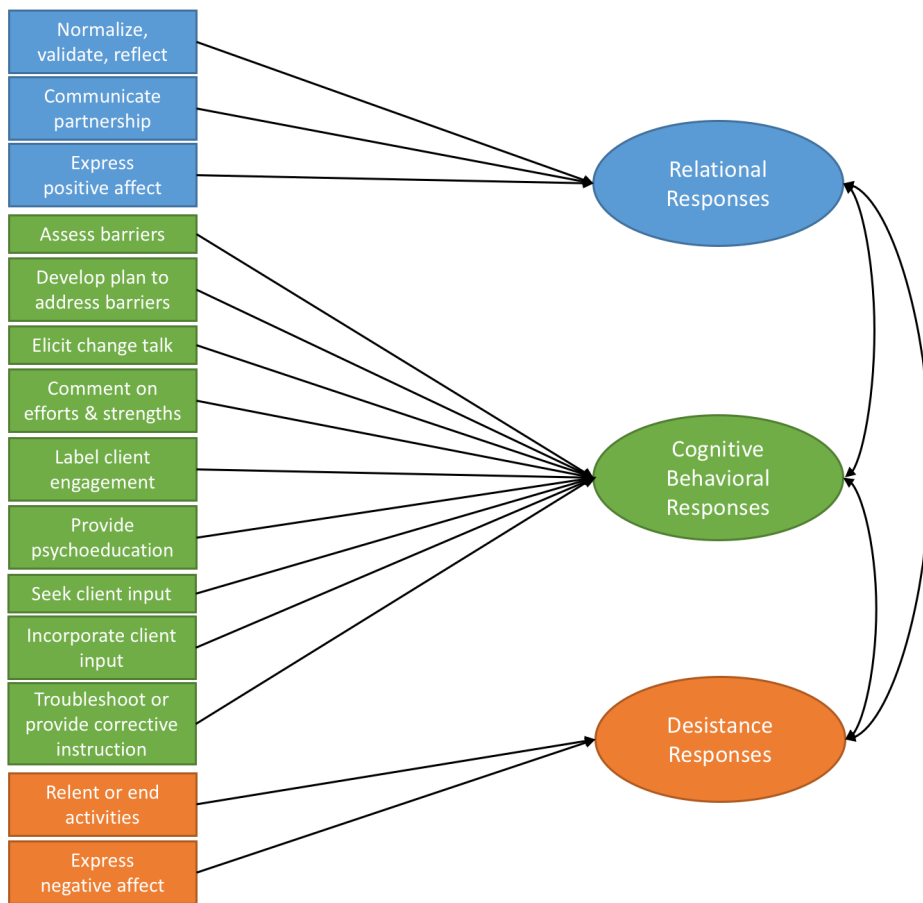 Normalize,
validate, reflect
Communicate
partnership
Express
positive affect
Assess barriers
Develop plan to
address barriers
Elicit change talk
Comment on
efforts & strengths
Label client
engagement
Provide
psychoeducation
Seek client input
Incorporate client
input
Troubleshoot or
provide corrective
instruction
Relent or end
activities
Express
negative affect
Relational
Responses
Cognitive
Behavioral
Responses
Desistance
Responses